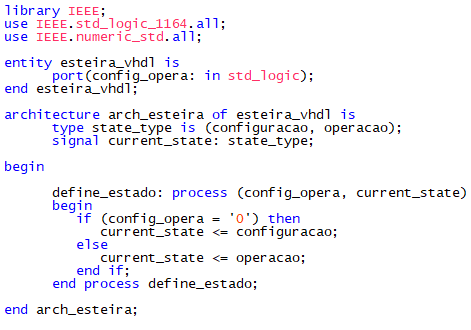 library IEEE;
use IEEE.std_logic_1164.all;
use IEEE.numeric_std.all;
entity esteira_vhdl is
port(config_opera: in std_logic);
end esteira_vhdl;
architecture arch_esteira of esteira_vhdl is
type state_type is (configuracao, operacao);
signal current_state: state_type;
begin
define_estado: process (config_opera, current_state)
begin
if (config_opera = '0') then
current_state <= configuracao;
else
current_state <= operacao;
end if;
end process define_estado;
end arch_esteira;